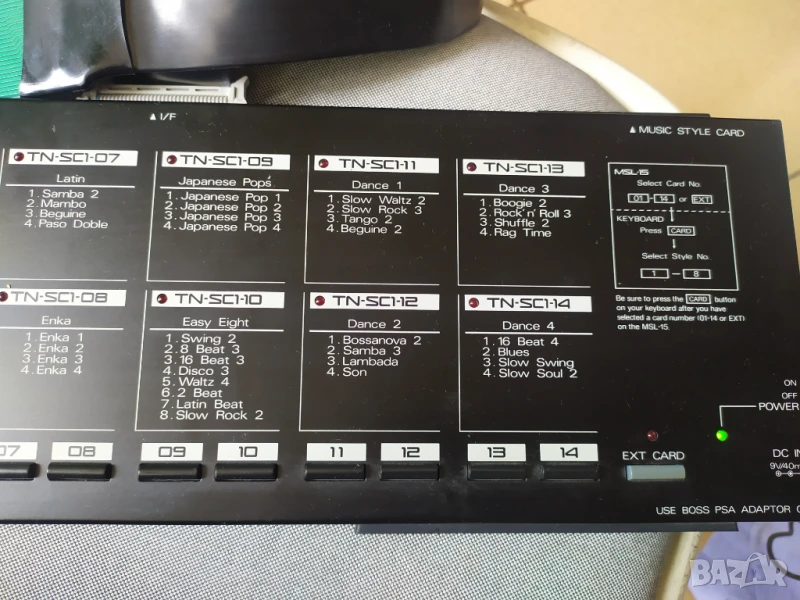 ▲ I/F
▲ MUSIC STYLE CARD
TN-SC1-07
Latin
1. Samba 2
2. Mambo
3. Beguine
4. Paso Doble
TN-SC1-09
Japanese Pops
1. Japanese Pop 1
2. Japanese Pop 2
3. Japanese Pop 3
4. Japanese Pop 4
TN-SC1-11
Dance 1
1. Slow Waltz 2
2. Slow Rock 3
3. Tango 2
4. Beguine 2
TN-SC1-13
Dance 3
1. Boogie 2
2. Rock'n'Roll 3
3. Shuffle 2
4. Rag Time
MSL-15
Select Card No.
01 - 14 or EXT
KEYBOARD
Press CARD
Select Style No.
1 - 8
Be sure to press the CARD button
on your keyboard after you have
selected a card number (01-14 or EXT)
on the MSL-15.
TN-SC1-08
Enka
1. Enka 1
2. Enka 2
3. Enka 3
4. Enka 4
TN-SC1-10
Easy Eight
1. Swing 2
2. 8 Beat 3
3. 16 Beat 3
4. Disco 3
5. Waltz 4
6. 2 Beat
7. Latin Beat
8. Slow Rock 2
TN-SC1-12
Dance 2
1. Bossanova 2
2. Samba 3
3. Lambada
4. Son
TN-SC1-14
Dance 4
1. 16 Beat 4
2. Blues
3. Slow Swing
4. Slow Soul 2
ON
OFF
POWER
07
08
09
10
11
12
13
14
EXT CARD
DC IN
9V/40m
USE BOSS PSA ADAPTOR
BAZAR